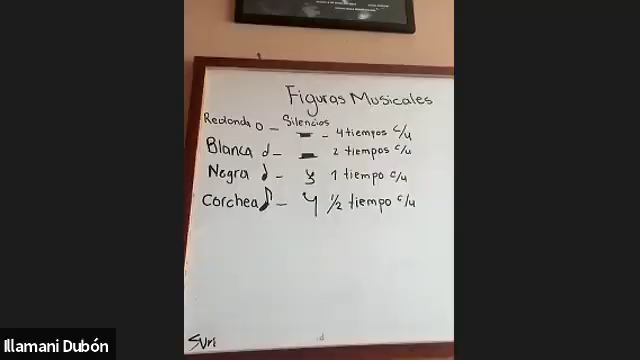 Figuras Musicales
Redonda o - Silencios - 4 tiempos c/u
Blanca - 2 tiempos c/u
Negra - 1 tiempo c/u
Corchea - 1/2 tiempo c/u
Illamani Dubón